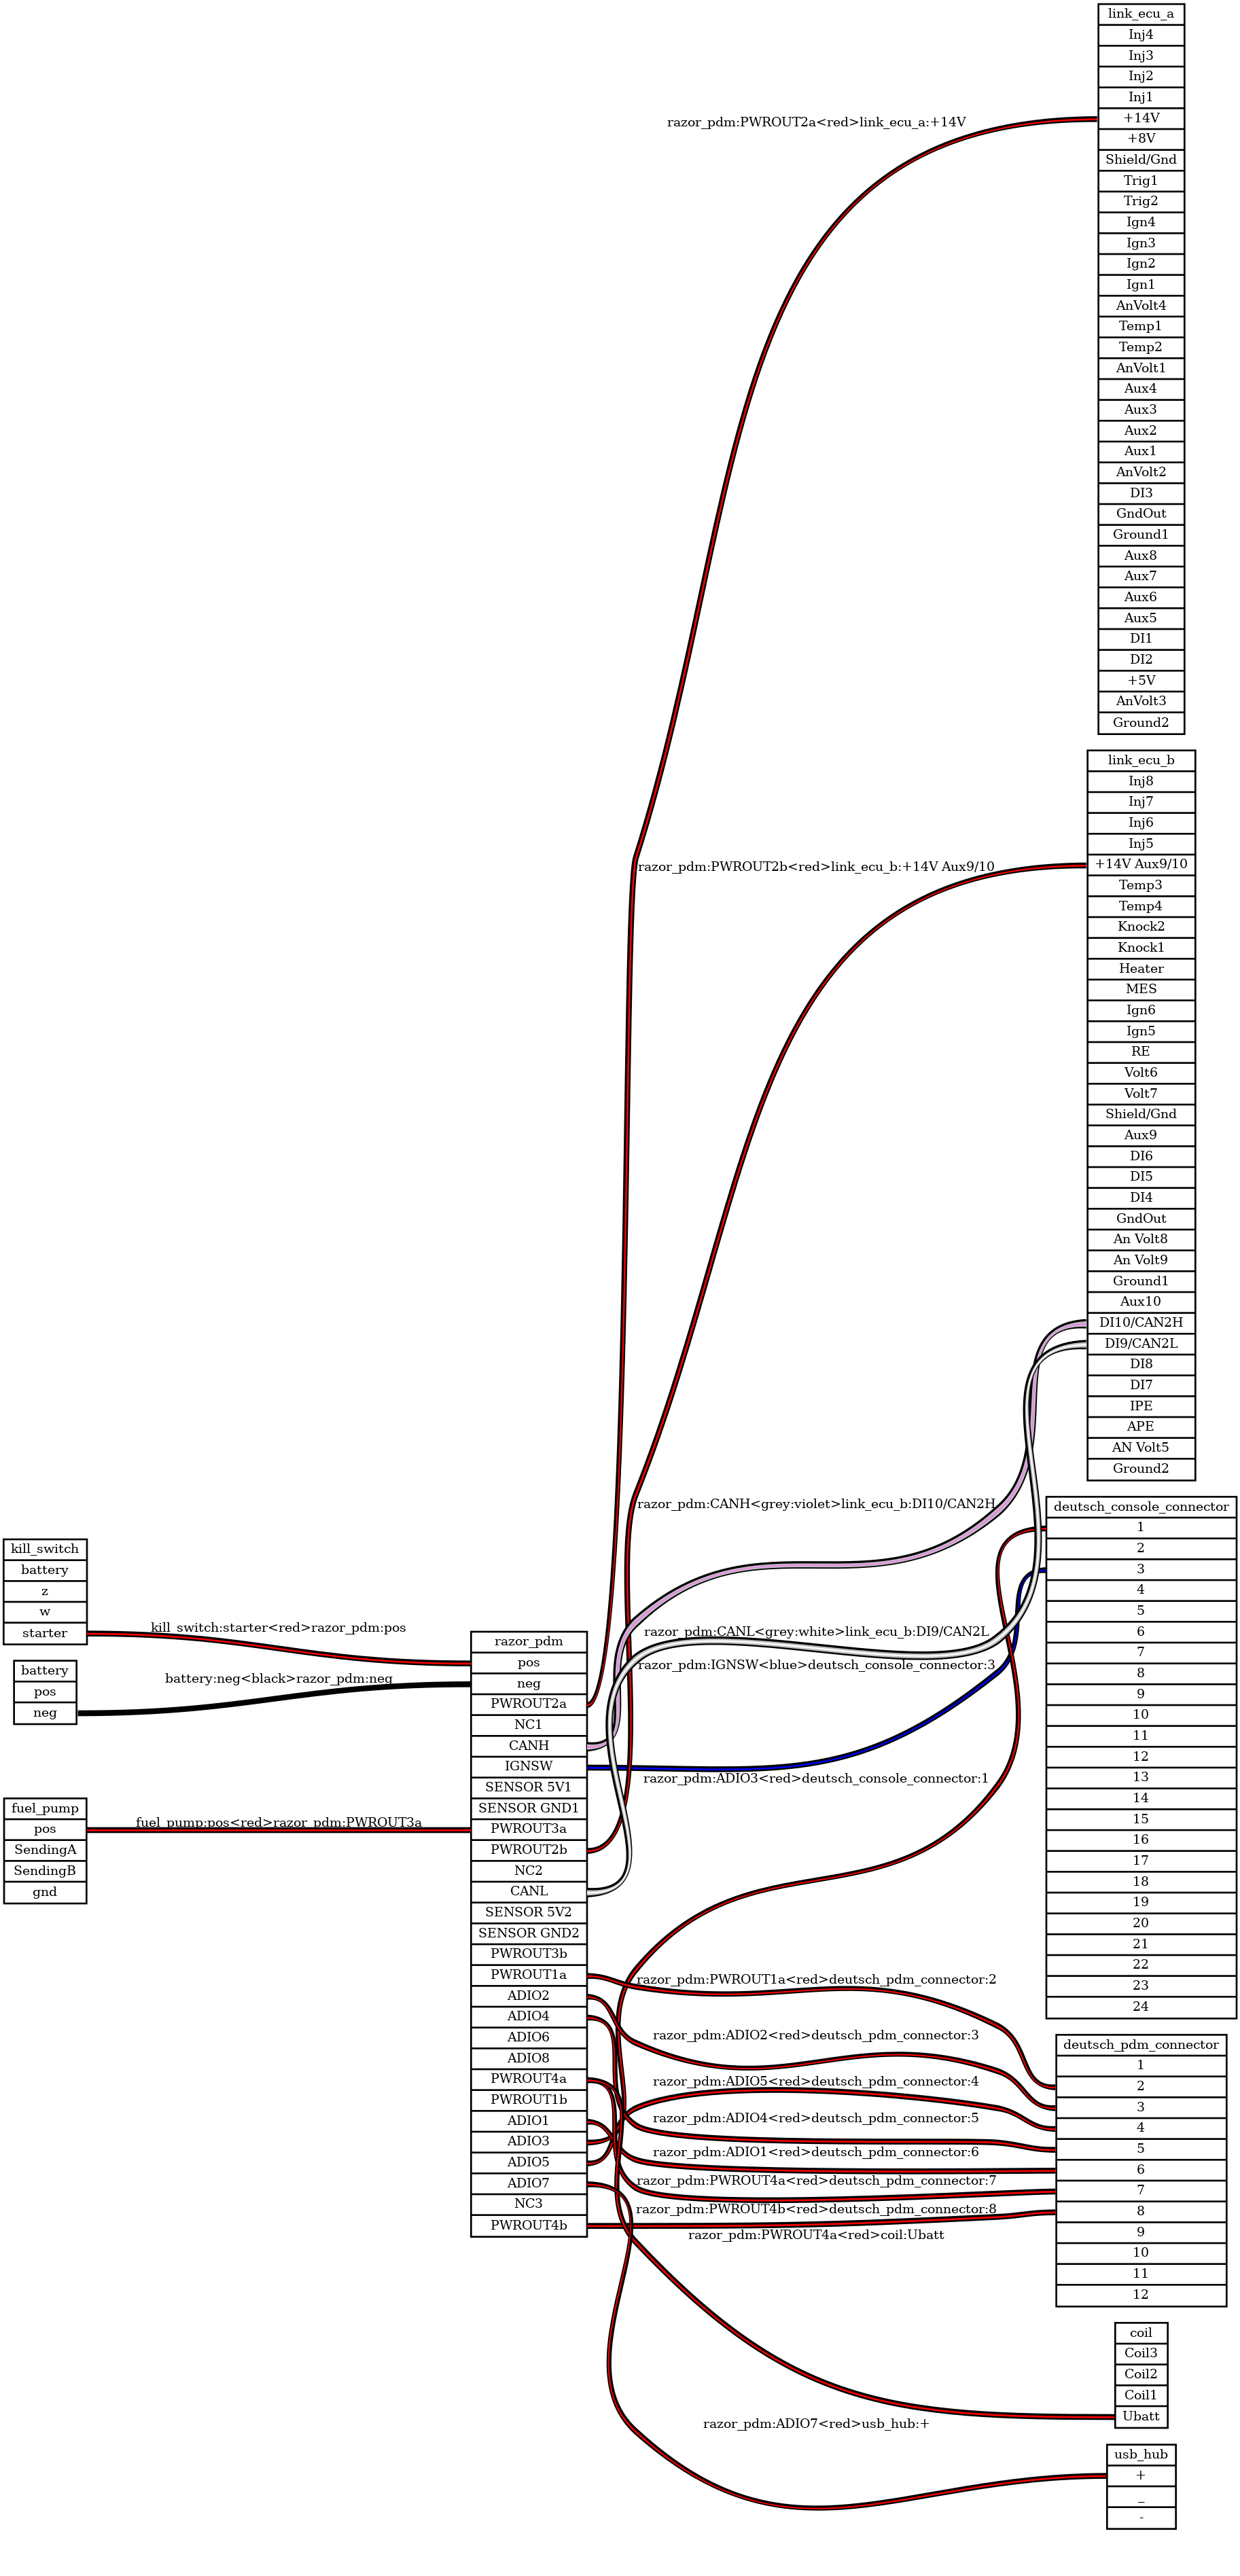 link_ecu_a
Inj4
Inj3
Inj2
Inj1
+14V
+8V
Shield/Gnd
Trig1
Trig2
Ign4
Ign3
Ign2
Ign1
AnVolt4
Temp1
Temp2
AnVolt1
Aux4
Aux3
Aux2
Aux1
AnVolt2
DI3
GndOut
Ground1
Aux8
Aux7
Aux6
Aux5
DI1
DI2
+5V
AnVolt3
Ground2
razor_pdm:PWROUT2a<red>link_ecu_a:+14V
link_ecu_b
Inj8
Inj7
Inj6
Inj5
+14V Aux9/10
Temp3
Temp4
Knock2
Knock1
Heater
MES
Ign6
Ign5
RE
Volt6
Volt7
Shield/Gnd
Aux9
DI6
DI5
DI4
GndOut
An Volt8
An Volt9
Ground1
Aux10
DI10/CAN2H
DI9/CAN2L
DI8
DI7
IPE
APE
AN Volt5
Ground2
razor_pdm:PWROUT2b<red>link_ecu_b:+14V Aux9/10
razor_pdm:CANH<grey:violet>link_ecu_b:DI10/CAN2H
kill_switch
battery
z
w
starter
kill_switch:starter<red>razor_pdm:pos
battery
pos
neg
battery:neg<black>razor_pdm:neg
fuel_pump
pos
SendingA
SendingB
gnd
fuel_pump:pos<red>razor_pdm:PWROUT3a
razor_pdm
pos
neg
PWROUT2a
NC1
CANH
IGNSW
SENSOR 5V1
SENSOR GND1
PWROUT3a
PWROUT2b
NC2
CANL
SENSOR 5V2
SENSOR GND2
PWROUT3b
PWROUT1a
ADIO2
ADIO4
ADIO6
ADIO8
PWROUT4a
PWROUT1b
ADIO1
ADIO3
ADIO5
ADIO7
NC3
PWROUT4b
razor_pdm:CANL<grey:white>link_ecu_b:DI9/CAN2L
razor_pdm:IGNSW<blue>deutsch_console_connector:3
razor_pdm:ADIO3<red>deutsch_console_connector:1
razor_pdm:PWROUT1a<red>deutsch_pdm_connector:2
razor_pdm:ADIO2<red>deutsch_pdm_connector:3
razor_pdm:ADIO5<red>deutsch_pdm_connector:4
razor_pdm:ADIO4<red>deutsch_pdm_connector:5
razor_pdm:ADIO1<red>deutsch_pdm_connector:6
razor_pdm:PWROUT4a<red>deutsch_pdm_connector:7
razor_pdm:PWROUT4b<red>deutsch_pdm_connector:8
razor_pdm:PWROUT4a<red>coil:Ubatt
razor_pdm:ADIO7<red>usb_hub:+
deutsch_console_connector
1
2
3
4
5
6
7
8
9
10
11
12
13
14
15
16
17
18
19
20
21
22
23
24
deutsch_pdm_connector
1
2
3
4
5
6
7
8
9
10
11
12
coil
Coil3
Coil2
Coil1
Ubatt
usb_hub
+
_
-